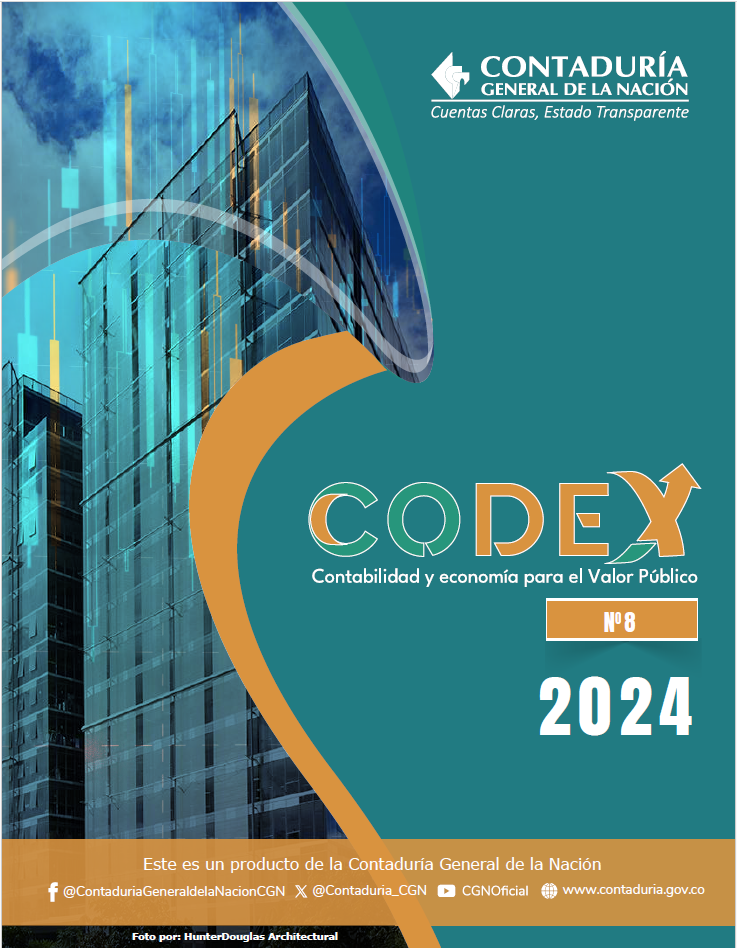 CONTADURÍA
GENERAL DE LA NACIÓN
Cuentas Claras, Estado Transparente
CODEX
Contabilidad y economía para el Valor Público
Nº 8
2024
Este es un producto de la Contaduría General de la Nación
@ContaduriaGeneraldelaNacionCGN @Contaduria_CGN CGNOficial www.contaduria.gov.co
Foto por: HunterDouglas Architectural